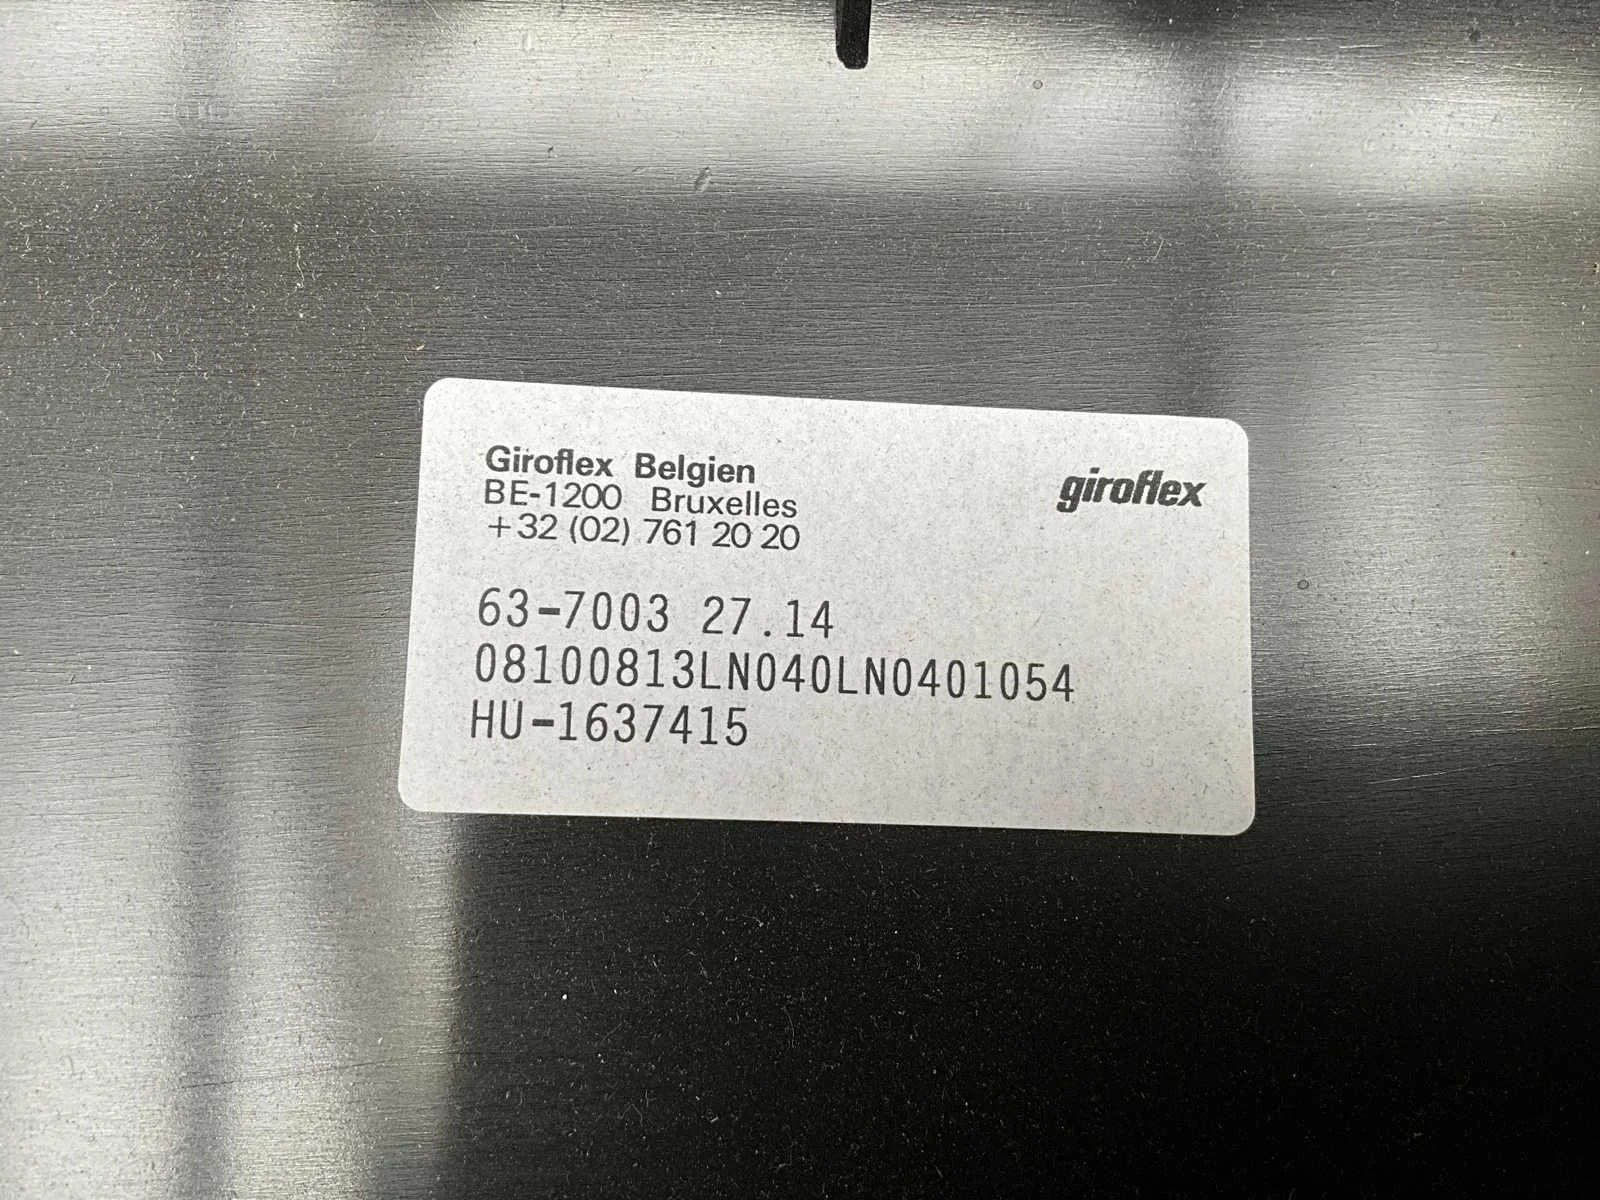 Giroflex Belgien
BE-1200 Bruxelles
+32 (02) 761 20 20
giroflex
63-7003 27.14
08100813LN040LN0401054
HU-1637415